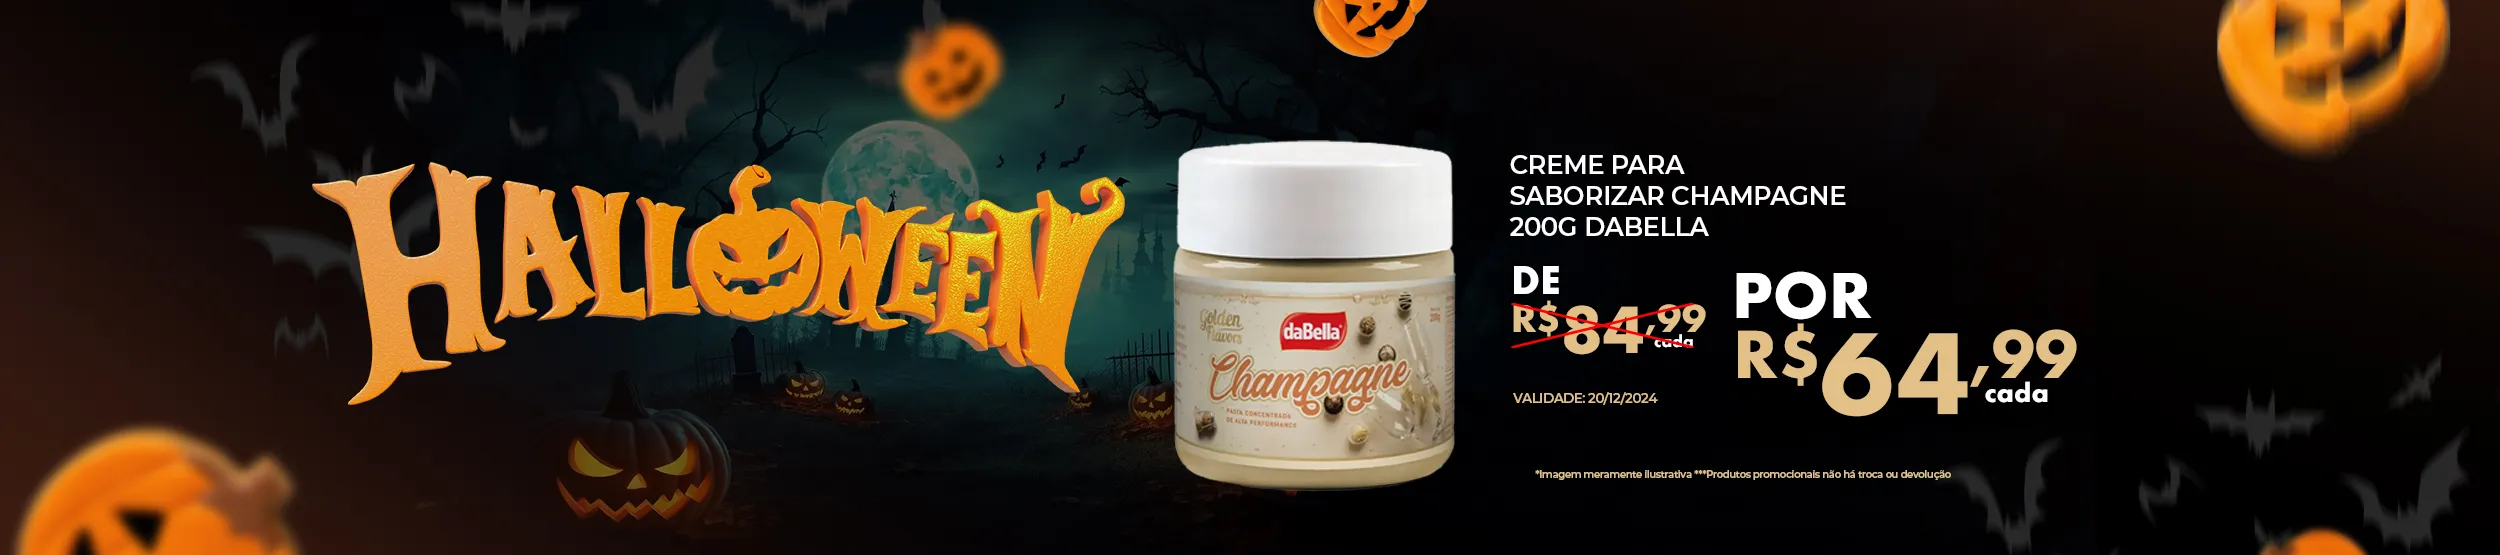 HALLOWEEN
Golden
Flavors
daBella
Champagne
PASTA CONCENTRADA
DE ALTA PERFORMANCE
CREME PARA
SABORIZAR CHAMPAGNE
200G DABELLA
DE
R$84,99
cada
POR
R$64,99
cada
VALIDADE: 20/12/2024
*Imagem meramente ilustrativa ***Produtos promocionais não há troca ou devolução